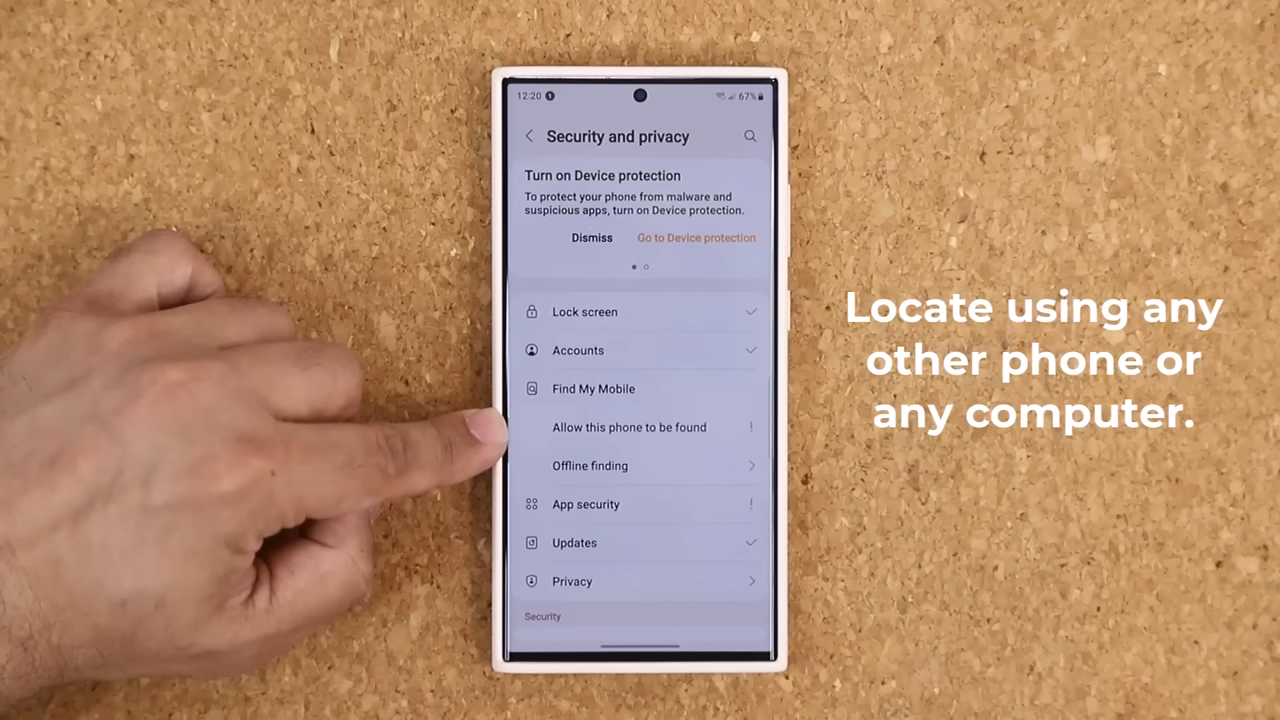 12:20
67%
Security and privacy
Turn on Device protection
To protect your phone from malware and
suspicious apps, turn on Device protection.
Dismiss
Go to Device protection
Lock screen
Accounts
Find My Mobile
Allow this phone to be found
Offline finding
App security
Updates
Privacy
Security
Locate using any
other phone or
any computer.